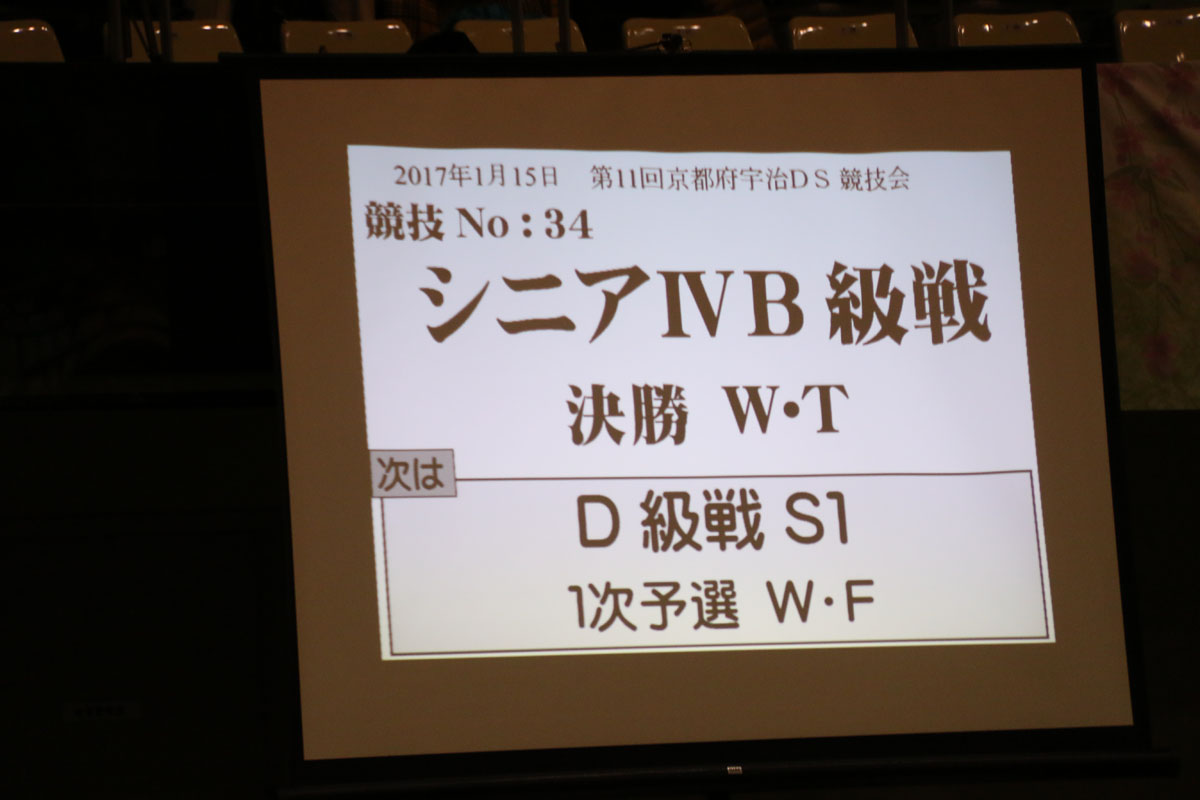 2017年1月15日 第11回京都府宇治DS 競技会
競技 No：34
シニアⅣB 級戦
決勝 W・T
次は
D 級戦 S1
1次予選 W・F